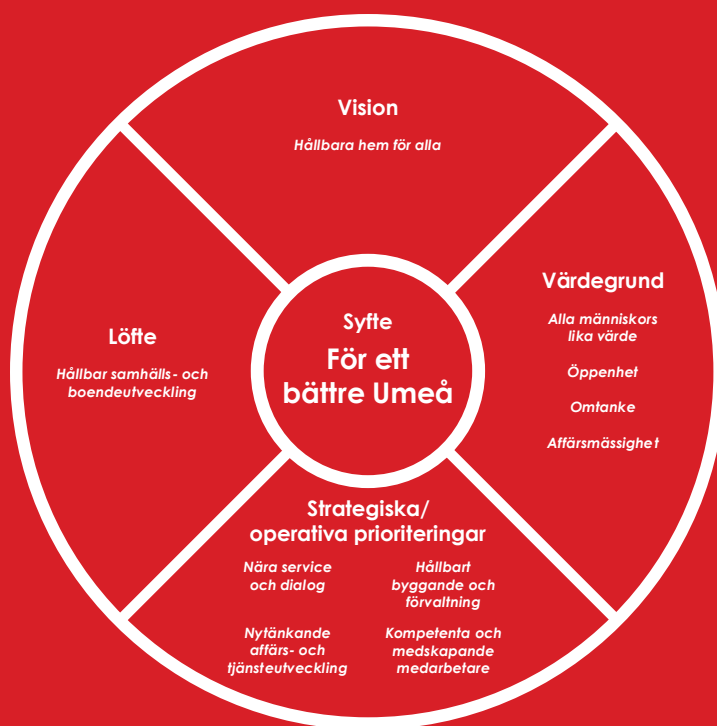 Vision
Hållbara hem för alla
Värdegrund
Alla människors
lika värde
Öppenhet
Omtanke
Affärsmässighet
Syfte
För ett
bättre Umeå
Löfte
Hållbar samhälls- och
boendeutveckling
Strategiska/
operativa prioriteringar
Nära service
och dialog
Hållbart
byggande och
förvaltning
Nytänkande
affärs- och
tjänsteutveckling
Kompetenta och
medskapande
medarbetare